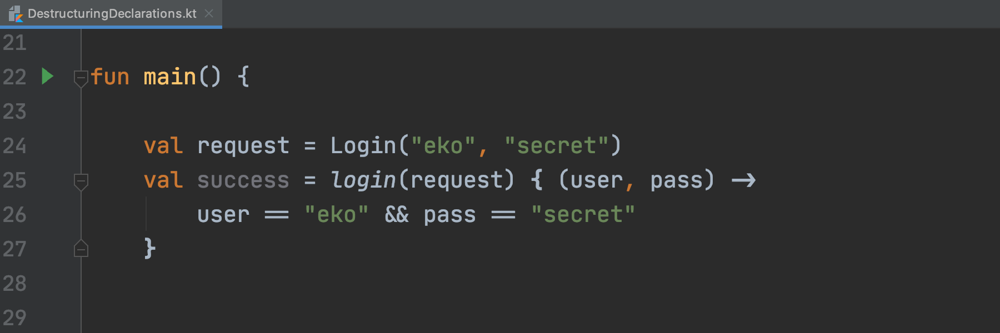 DestructuringDeclarations.kt
21
22 fun main() {
23
24 val request = Login("eko", "secret")
25 val success = login(request) { (user, pass) ->
26 user == "eko" && pass == "secret"
27 }
28
29